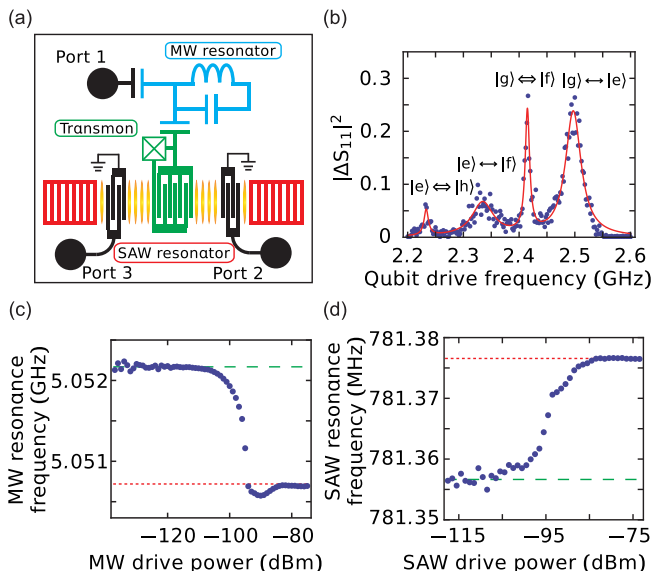 (a)
Port 1
MW resonator
Transmon
Port 3
SAW resonator
Port 2
(b)
|ΔS₁₁|²
0.3
0.2
0.1
0
|g⟩ ⇔ |f⟩
|g⟩ ↔ |e⟩
|e⟩ ↔ |f⟩
|e⟩ ⇔ |h⟩
2.2 2.3 2.4 2.5 2.6
Qubit drive frequency (GHz)
(c)
MW resonance
frequency (GHz)
5.052
5.051
−120 −100 −80
MW drive power (dBm)
(d)
SAW resonance
frequency (MHz)
781.38
781.37
781.36
781.35
−115 −95 −75
SAW drive power (dBm)